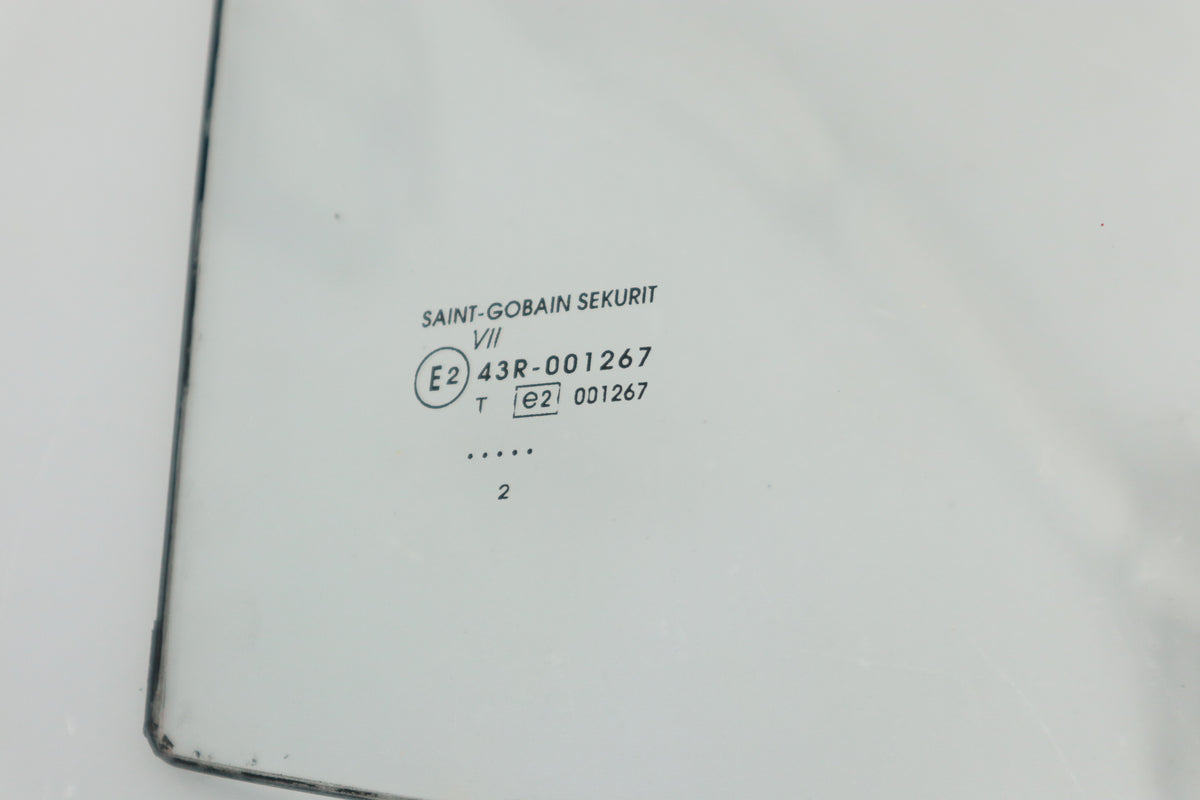 SAINT-GOBAIN SEKURIT
VII
E2 43R-001267
T e2 001267
.....
2